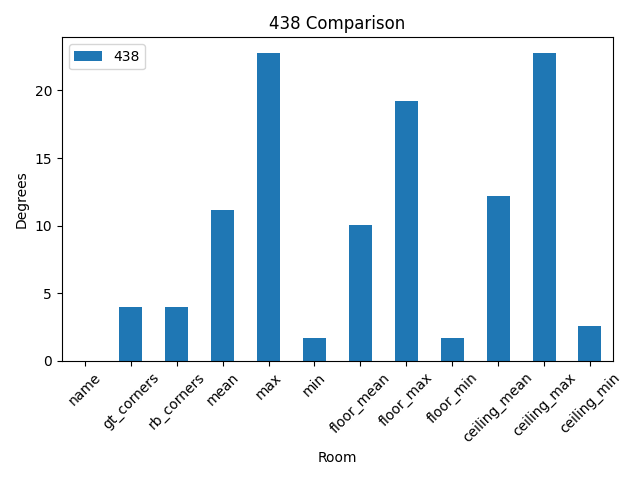 438 Comparison
438
Degrees
20
15
10
5
0
name
gt_corners
rb_corners
mean
max
min
floor_mean
floor_max
floor_min
ceiling_mean
ceiling_max
ceiling_min
Room